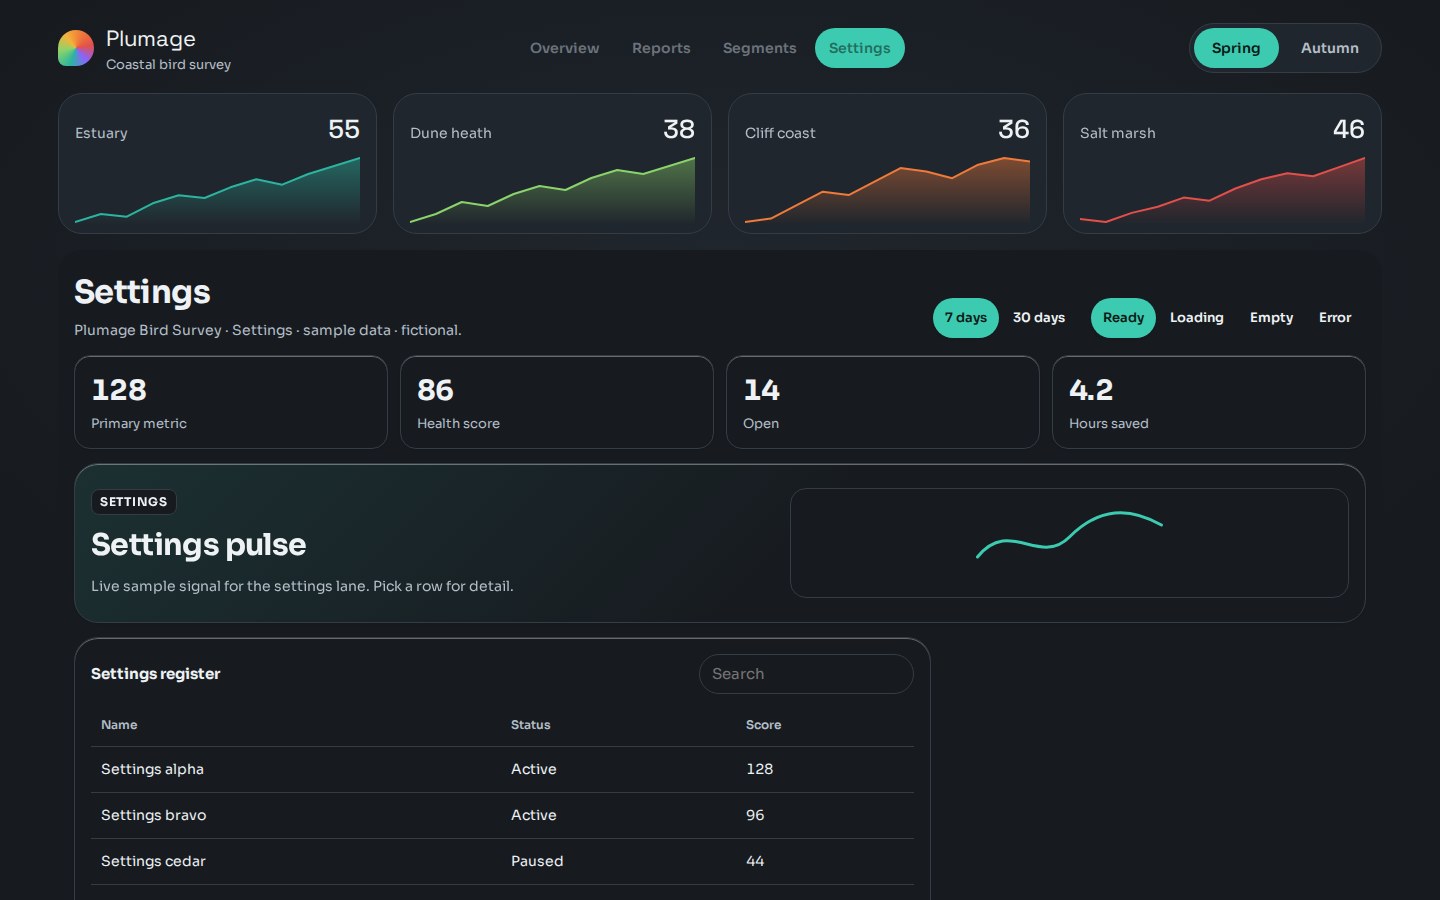 Plumage
Coastal bird survey
Overview Reports Segments Settings
Spring Autumn
Estuary 55
Dune heath 38
Cliff coast 36
Salt marsh 46
Settings
Plumage Bird Survey · Settings · sample data · fictional.
7 days 30 days Ready Loading Empty Error
128
Primary metric
86
Health score
14
Open
4.2
Hours saved
SETTINGS
Settings pulse
Live sample signal for the settings lane. Pick a row for detail.
Settings register Search
Name Status Score
Settings alpha Active 128
Settings bravo Active 96
Settings cedar Paused 44